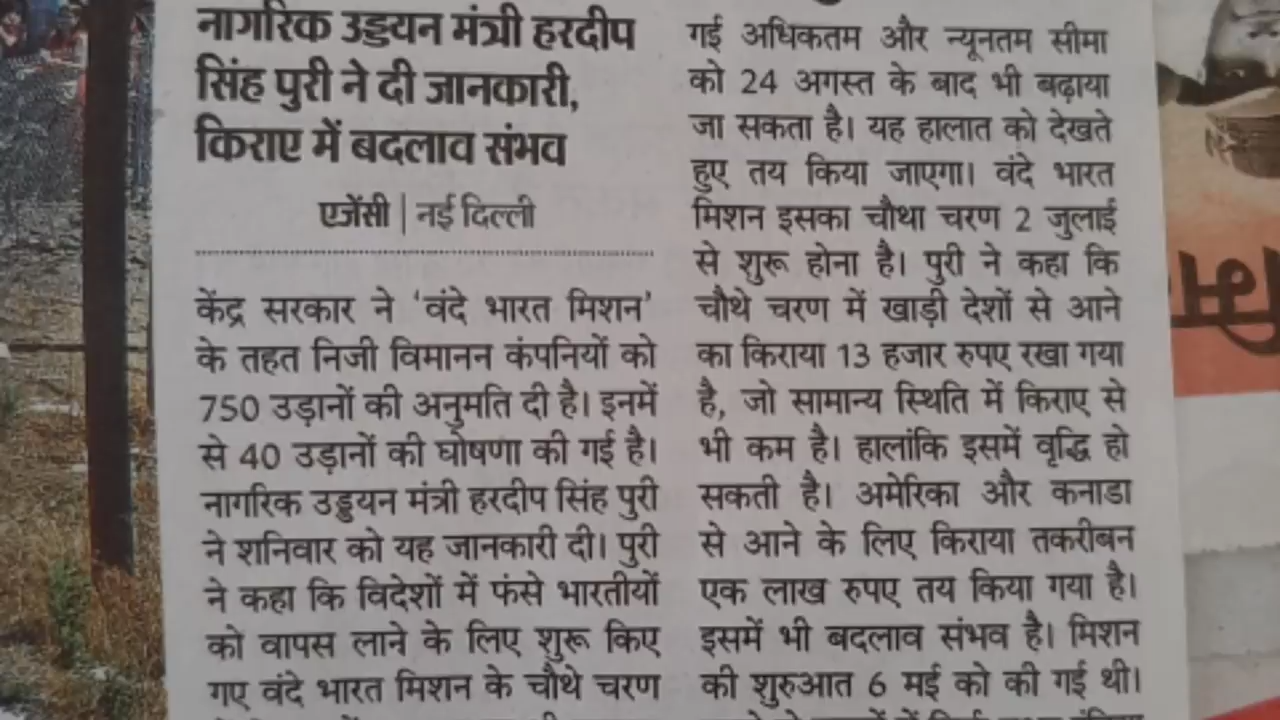 नागरिक उड्डयन मंत्री हरदीप
सिंह पुरी ने दी जानकारी,
किराए में बदलाव संभव
एजेंसी | नई दिल्ली
केंद्र सरकार ने ‘वंदे भारत मिशन’
के तहत निजी विमानन कंपनियों को
750 उड़ानों की अनुमति दी है। इनमें
से 40 उड़ानों की घोषणा की गई है।
नागरिक उड्डयन मंत्री हरदीप सिंह पुरी
ने शनिवार को यह जानकारी दी। पुरी
ने कहा कि विदेशों में फंसे भारतीयों
को वापस लाने के लिए शुरू किए
गए वंदे भारत मिशन के चौथे चरण
गई अधिकतम और न्यूनतम सीमा
को 24 अगस्त के बाद भी बढ़ाया
जा सकता है। यह हालात को देखते
हुए तय किया जाएगा। वंदे भारत
मिशन इसका चौथा चरण 2 जुलाई
से शुरू होना है। पुरी ने कहा कि
चौथे चरण में खाड़ी देशों से आने
का किराया 13 हजार रुपए रखा गया
है, जो सामान्य स्थिति में किराए से
भी कम है। हालांकि इसमें वृद्धि हो
सकती है। अमेरिका और कनाडा
से आने के लिए किराया तकरीबन
एक लाख रुपए तय किया गया है।
इसमें भी बदलाव संभव है। मिशन
की शुरुआत 6 मई को की गई थी।